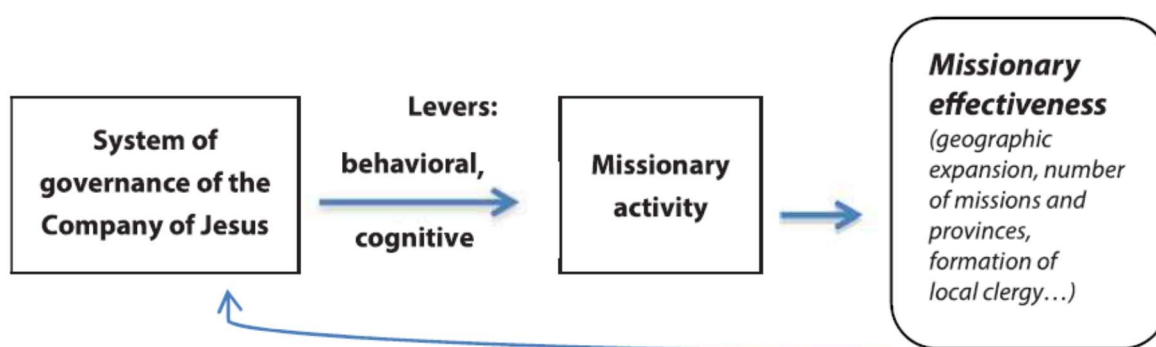 System of
governance of the
Company of Jesus
Levers:
behavioral,
cognitive
Missionary
activity
Missionary
effectiveness
(geographic
expansion, number
of missions and
provinces,
formation of
local clergy...)